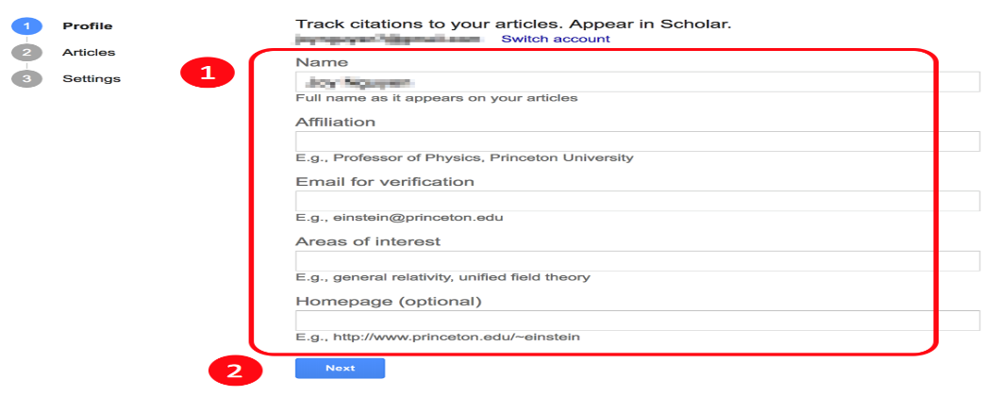 1 Profile
2 Articles
3 Settings
Track citations to your articles. Appear in Scholar.
Switch account
1
Name
Full name as it appears on your articles
Affiliation
E.g., Professor of Physics, Princeton University
Email for verification
E.g., einstein@princeton.edu
Areas of interest
E.g., general relativity, unified field theory
Homepage (optional)
E.g., http://www.princeton.edu/~einstein
2
Next